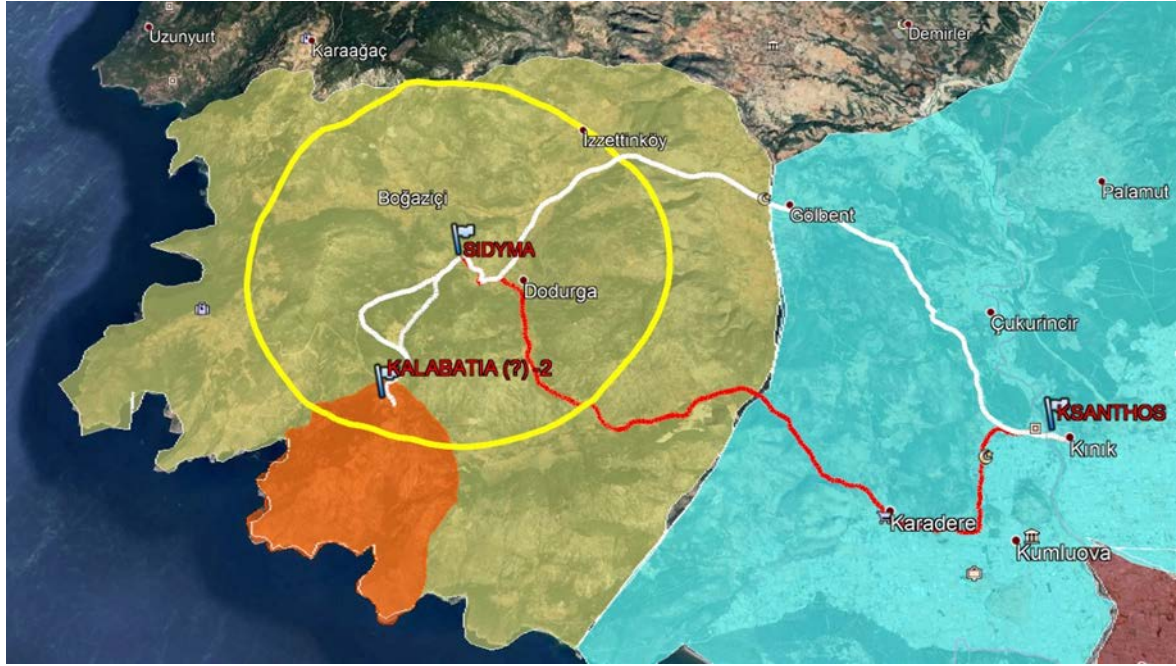 Uzunyurt
Karaağaç
Demirler
İzzettinköy
Boğaziçi
Palamut
Gölbent
SIDYMA
Dodurga
Çukurincir
KALABATIA (?) -2
KSANTHOS
Kınık
Karadere
Kumluova